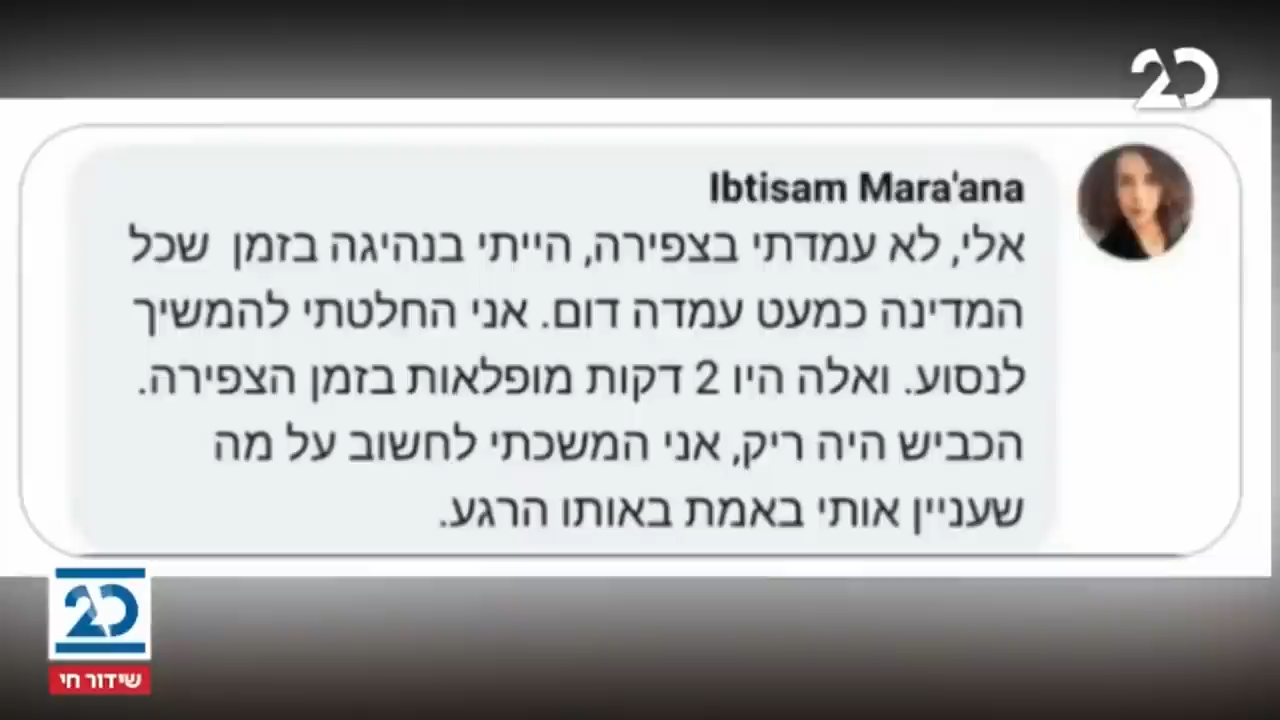 20
Ibtisam Mara'ana
אלי, לא עמדתי בצפירה, הייתי בנהיגה בזמן שכל
המדינה כמעט עמדה דום. אני החלטתי להמשיך
לנסוע. ואלה היו 2 דקות מופלאות בזמן הצפירה.
הכביש היה ריק, אני המשכתי לחשוב על מה
שעניין אותי באמת באותו הרגע.
20
שידור חי